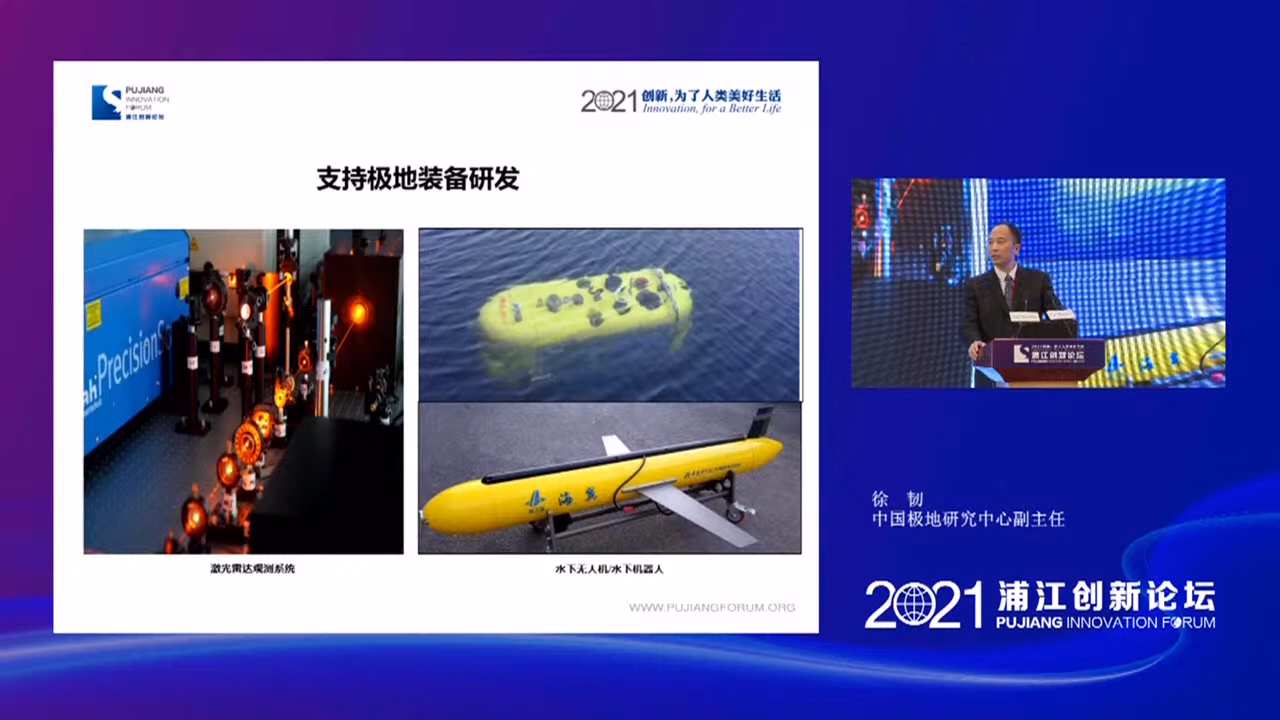 PUJIANG
INNOVATION
FORUM
浦江创新论坛
2021 创新,为了人类美好生活
Innovation, for a Better Life
支持极地装备研发
Precision
海翼
激光雷达观测系统
水下无人机/水下机器人
WWW.PUJIANGFORUM.ORG
浦江创新论坛
徐 韧
中国极地研究中心副主任
2021 浦江创新论坛
PUJIANG INNOVATION FORUM